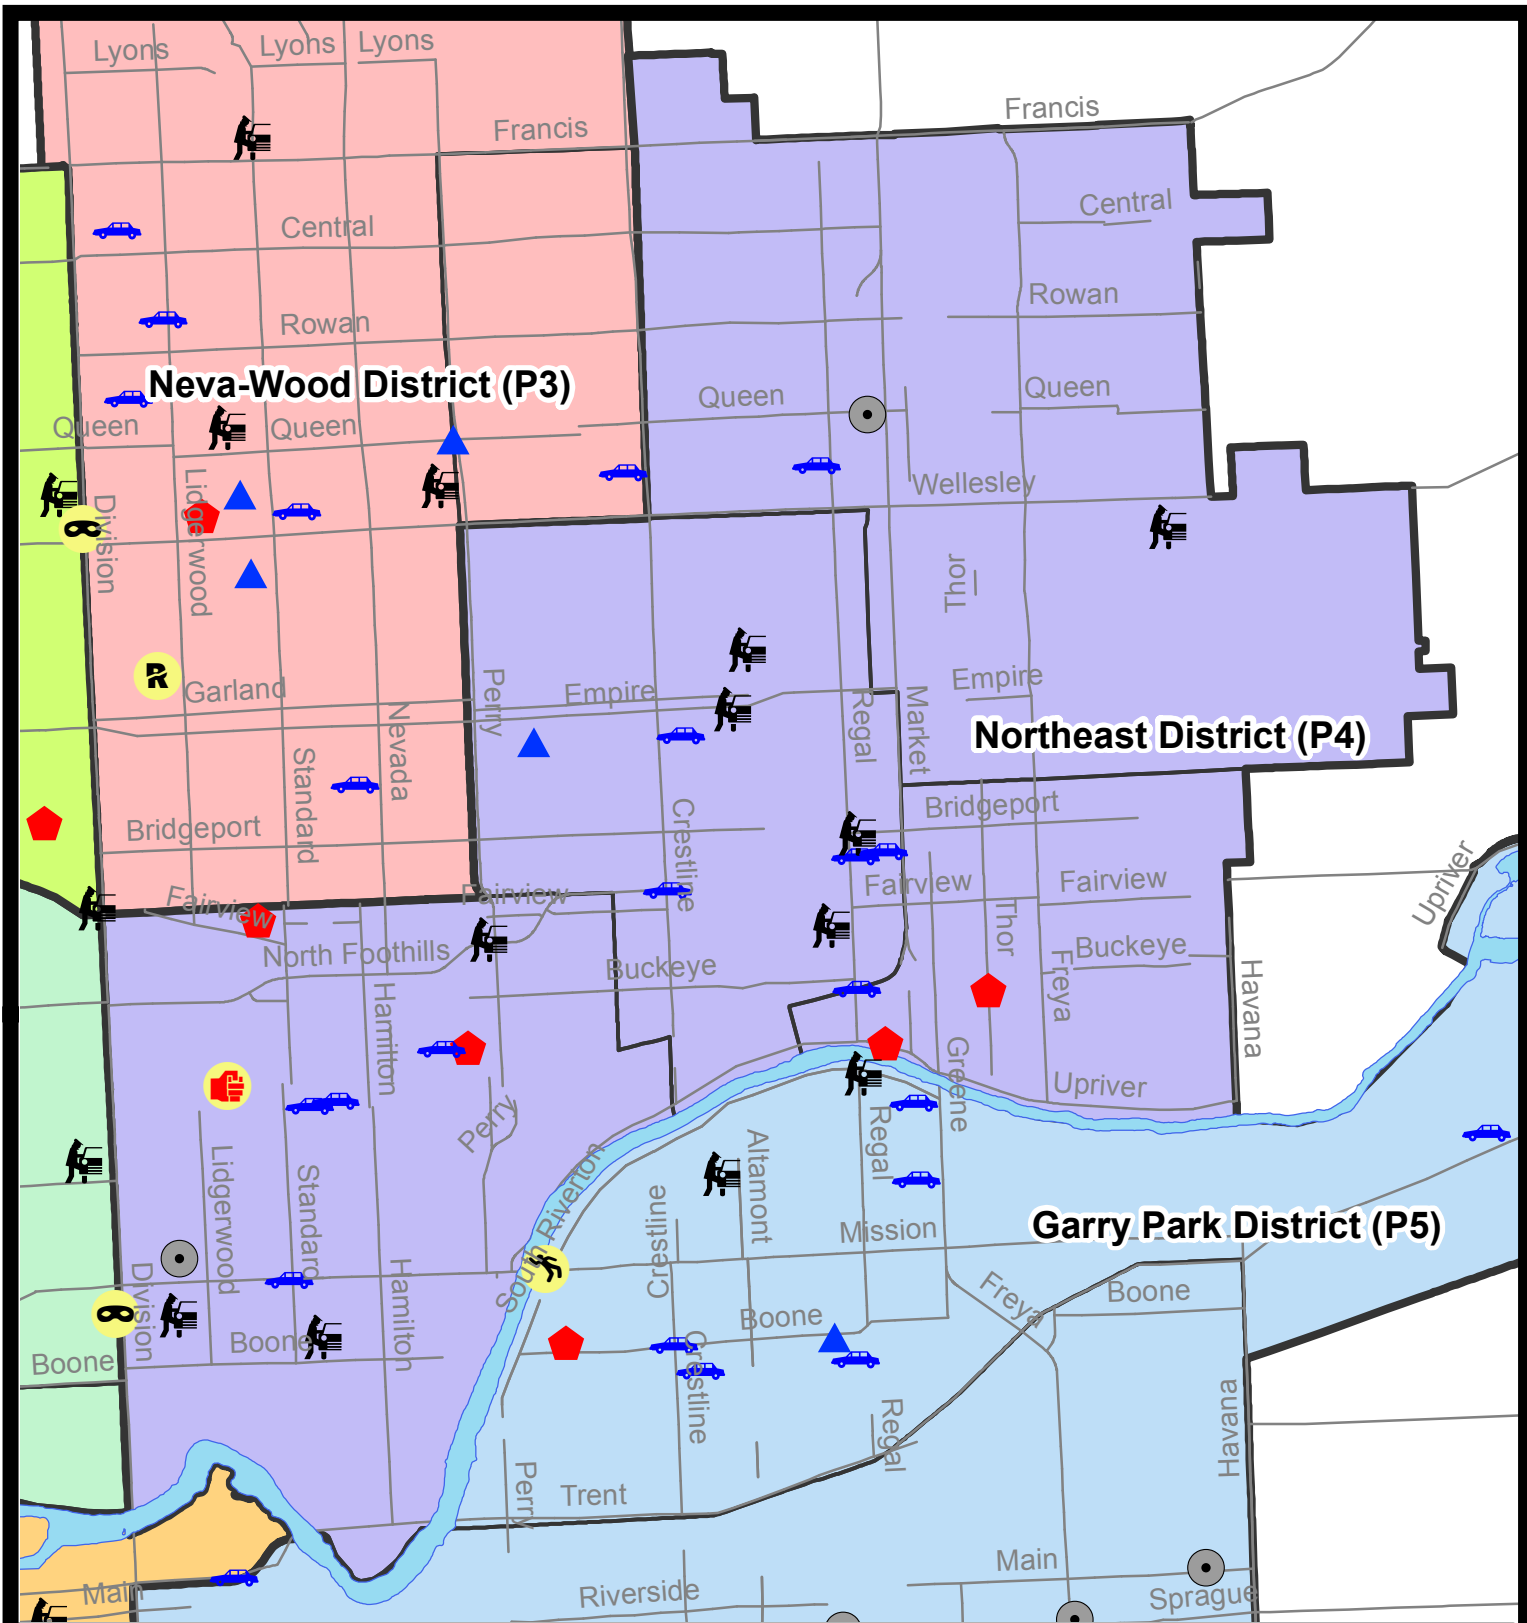 Lyons
Lyons
Lyons
Francis
Francis
Central
Central
Rowan
Rowan
Neva-Wood District (P3)
Queen
Queen
Queen
Queen
Wellesley
Division
Lidgerwood
Thor
Garland
Perry
Empire
Empire
Regal
Market
Nevada
Northeast District (P4)
Standard
Bridgeport
Bridgeport
Crestline
Fairview
Fairview
Fairview
Fairview
Upriver
North Foothills
Buckeye
Buckeye
Thor
Freya
Havana
Hamilton
Greene
Upriver
Perry
Regal
Altamont
Lidgerwood
Standard
South Riverton
Crestline
Mission
Garry Park District (P5)
Division
Hamilton
Freya
Boone
Boone
Boone
Boone
Crestline
Regal
Havana
Perry
Trent
Main
Main
Riverside
Sprague
R